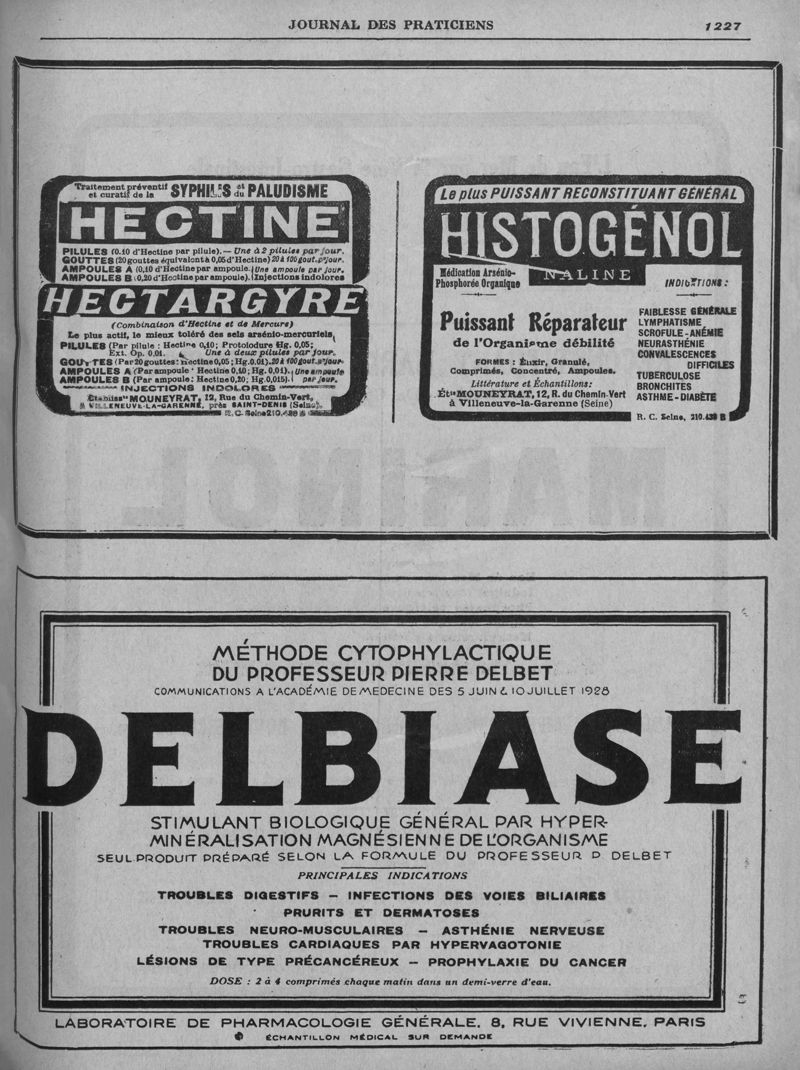 JOURNAL DES PRATICIENS
1227
Traitement préventif et curatif de la SYPHILIS et du PALUDISME
HECTINE
PILULES (0.10 d'Hectine par pilule). — Une à 2 pilules par jour.
GOUTTES (20 gouttes équivalent à 0,05 d'Hectine) 20 à 100 gout. p' jour.
AMPOULES A (0,10 d'Hectine par ampoule. (Une ampoule par jour.
AMPOULES B (0,20 d'Hectine par ampoule). (Injections indolores
HECTARGYRE
(Combinaison d'Hectine et de Mercure)
Le plus actif, le mieux toléré des sels arsénio-mercuriels,
PILULES (Par pilule : Hectine 0,10; Protoiodure Hg. 0,05;
Ext. Op. 0,01. Une à deux pilules par jour.
GOUTTES (Par 20 gouttes : Hectine 0,05; Hg. 0,01). 20 à 100 gout. p' jour.
AMPOULES A (Par ampoule : Hectine 0,10; Hg. 0,01). (Une ampoule
AMPOULES B (Par ampoule : Hectine 0,20; Hg. 0,015). ( par jour.
INJECTIONS INDOLORES
Établiss<sup>ts</sup> MOUNEYRAT, 12, Rue du Chemin-Vert,
à VILLENEUVE-LA-GARENNE, près SAINT-DENIS (Seine).
R. C. Seine 210.439 B
Le plus PUISSANT RECONSTITUANT GÉNÉRAL
HISTOGÉNOL
NALINE
Médication Arsénio-
Phosphorée Organique
Puissant Réparateur
de l'Organisme débilité
FORMES : Élixir, Granulé,
Comprimés, Concentré, Ampoules.
Littérature et Échantillons:
Ét<sup>ts</sup> MOUNEYRAT, 12, R. du Chemin-Vert
à Villeneuve-la-Garenne (Seine)
INDICATIONS :
FAIBLESSE GÉNÉRALE
LYMPHATISME
SCROFULE - ANÉMIE
NEURASTHÉNIE
CONVALESCENCES
DIFFICILES
TUBERCULOSE
BRONCHITES
ASTHME - DIABÈTE
R. C. Seine, 210.439 B
MÉTHODE CYTOPHYLACTIQUE
DU PROFESSEUR PIERRE DELBET
COMMUNICATIONS A L'ACADÉMIE DE MEDECINE DES 5 JUIN & 10 JUILLET 1928
DELBIASE
STIMULANT BIOLOGIQUE GÉNÉRAL PAR HYPER-
MINÉRALISATION MAGNÉSIENNE DE L'ORGANISME
SEUL PRODUIT PRÉPARÉ SELON LA FORMULE DU PROFESSEUR P. DELBET
PRINCIPALES INDICATIONS
TROUBLES DIGESTIFS — INFECTIONS DES VOIES BILIAIRES
PRURITS ET DERMATOSES
TROUBLES NEURO-MUSCULAIRES — ASTHÉNIE NERVEUSE
TROUBLES CARDIAQUES PAR HYPERVAGOTONIE
LÉSIONS DE TYPE PRÉCANCÉREUX — PROPHYLAXIE DU CANCER
DOSE : 2 à 4 comprimés chaque matin dans un demi-verre d'eau.
LABORATOIRE DE PHARMACOLOGIE GÉNÉRALE, 8, RUE VIVIENNE, PARIS
ÉCHANTILLON MÉDICAL SUR DEMANDE